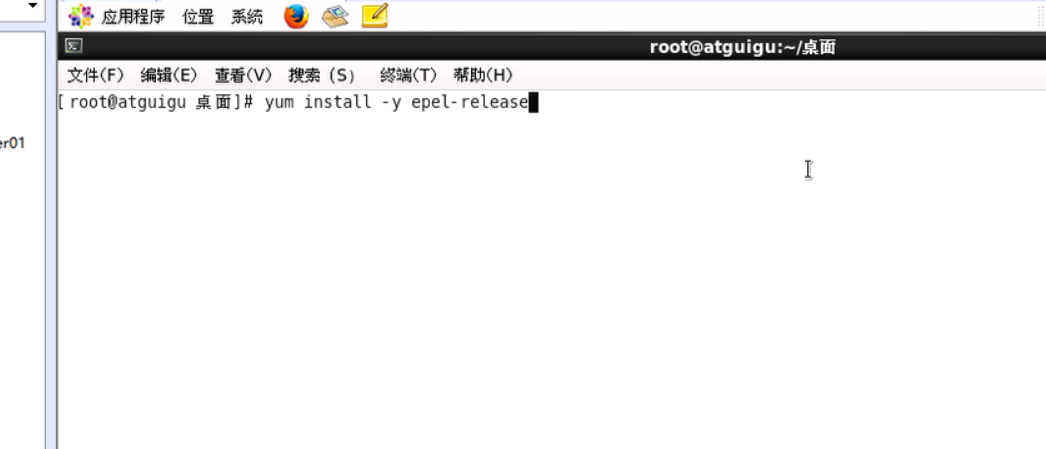 应用程序 位置 系统
root@atguigu:~/桌面
文件(F) 编辑(E) 查看(V) 搜索 (S) 终端(T) 帮助(H)
[root@atguigu 桌面]# yum install -y epel-release
er01